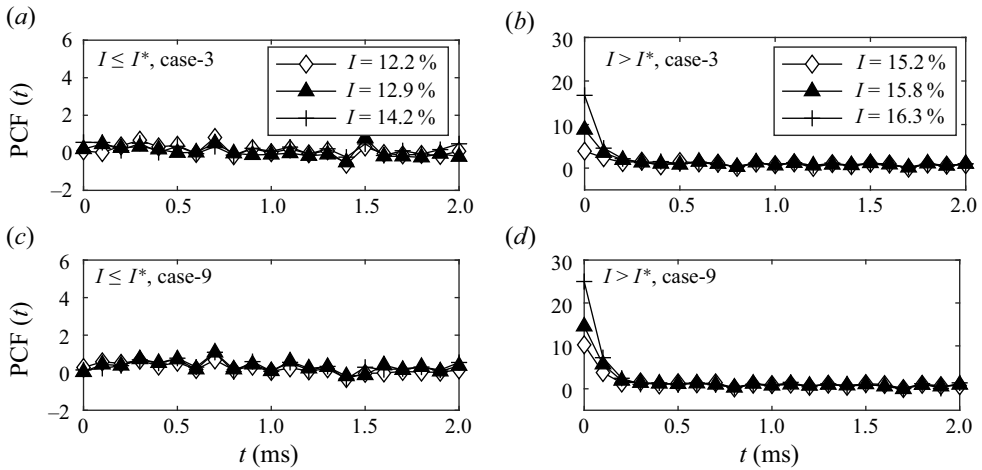 (a)
6
4
2
0
–2
PCF (t)
I ≤ I*, case-3
I = 12.2 %
I = 12.9 %
I = 14.2 %
0 0.5 1.0 1.5 2.0
(b)
30
20
10
0
I > I*, case-3
I = 15.2 %
I = 15.8 %
I = 16.3 %
0 0.5 1.0 1.5 2.0
(c)
6
4
2
0
–2
PCF (t)
I ≤ I*, case-9
0 0.5 1.0 1.5 2.0
t (ms)
(d)
30
20
10
0
I > I*, case-9
0 0.5 1.0 1.5 2.0
t (ms)